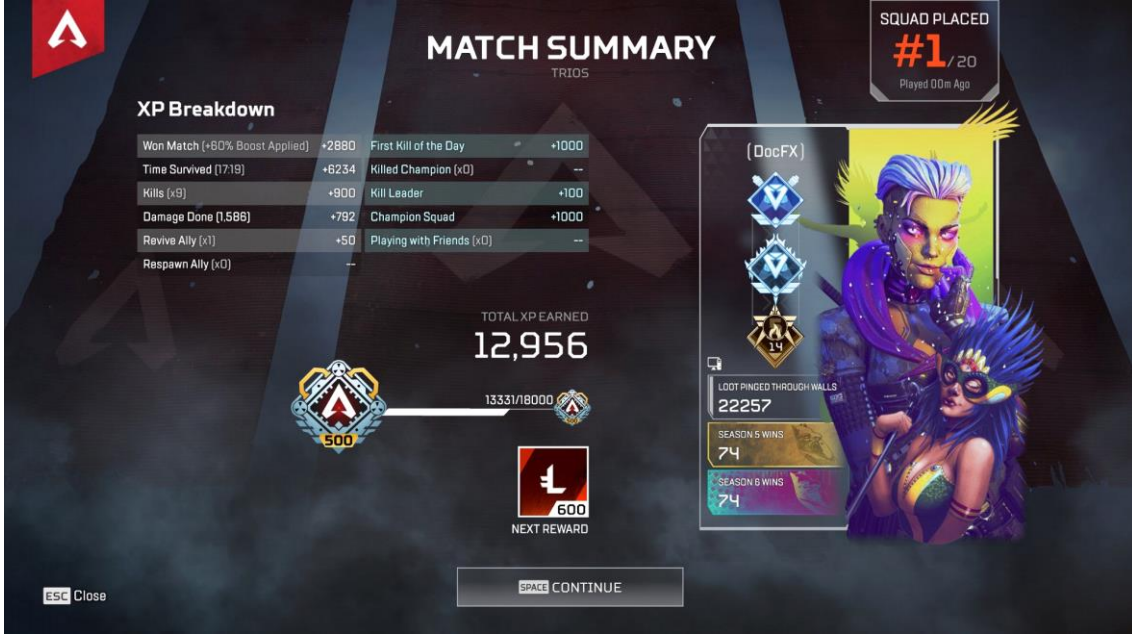 MATCH SUMMARY
TRIOS
SQUAD PLACED
#1/20
Played 00m Ago
XP Breakdown
Won Match (+60% Boost Applied) +2880
Time Survived (17:19) +6234
Kills (x9) +900
Damage Done (1,586) +792
Revive Ally (x1) +50
Respawn Ally (x0) --
First Kill of the Day +1000
Killed Champion (x0) --
Kill Leader +100
Champion Squad +1000
Playing with Friends (x0) --
TOTAL XP EARNED
12,956
500
13331/18000
600
NEXT REWARD
[DocFX]
14
LOOT PINGED THROUGH WALLS
22257
SEASON 5 WINS
74
SEASON 6 WINS
74
ESC Close
SPACE CONTINUE